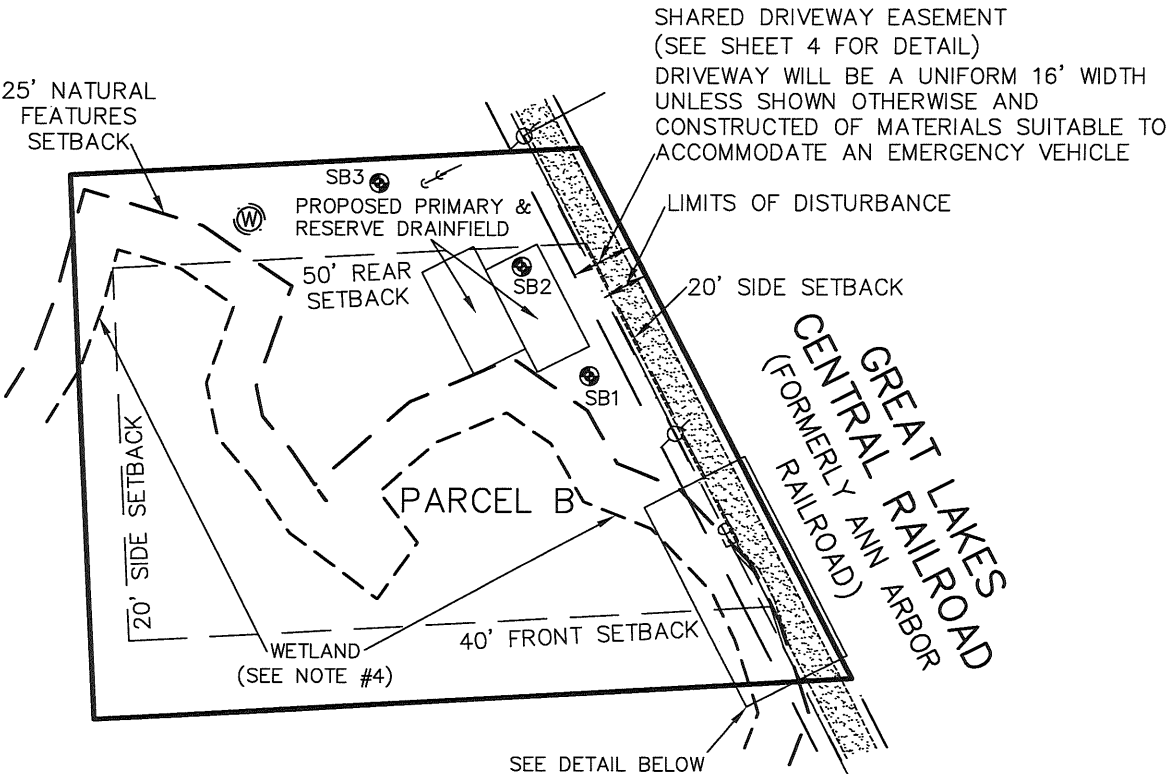 SHARED DRIVEWAY EASEMENT
(SEE SHEET 4 FOR DETAIL)
DRIVEWAY WILL BE A UNIFORM 16' WIDTH
UNLESS SHOWN OTHERWISE AND
CONSTRUCTED OF MATERIALS SUITABLE TO
ACCOMMODATE AN EMERGENCY VEHICLE
25' NATURAL
FEATURES
SETBACK
SB3
W
PROPOSED PRIMARY &
RESERVE DRAINFIELD
LIMITS OF DISTURBANCE
50' REAR
SETBACK
SB2
20' SIDE SETBACK
SB1
GREAT LAKES
CENTRAL RAILROAD
(FORMERLY ANN ARBOR
RAILROAD)
20' SIDE SETBACK
PARCEL B
40' FRONT SETBACK
WETLAND
(SEE NOTE #4)
SEE DETAIL BELOW